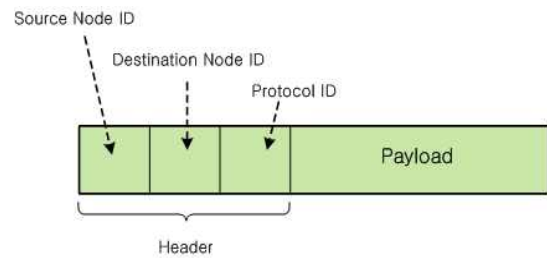 Source Node ID
Destination Node ID
Protocol ID
Payload
Header